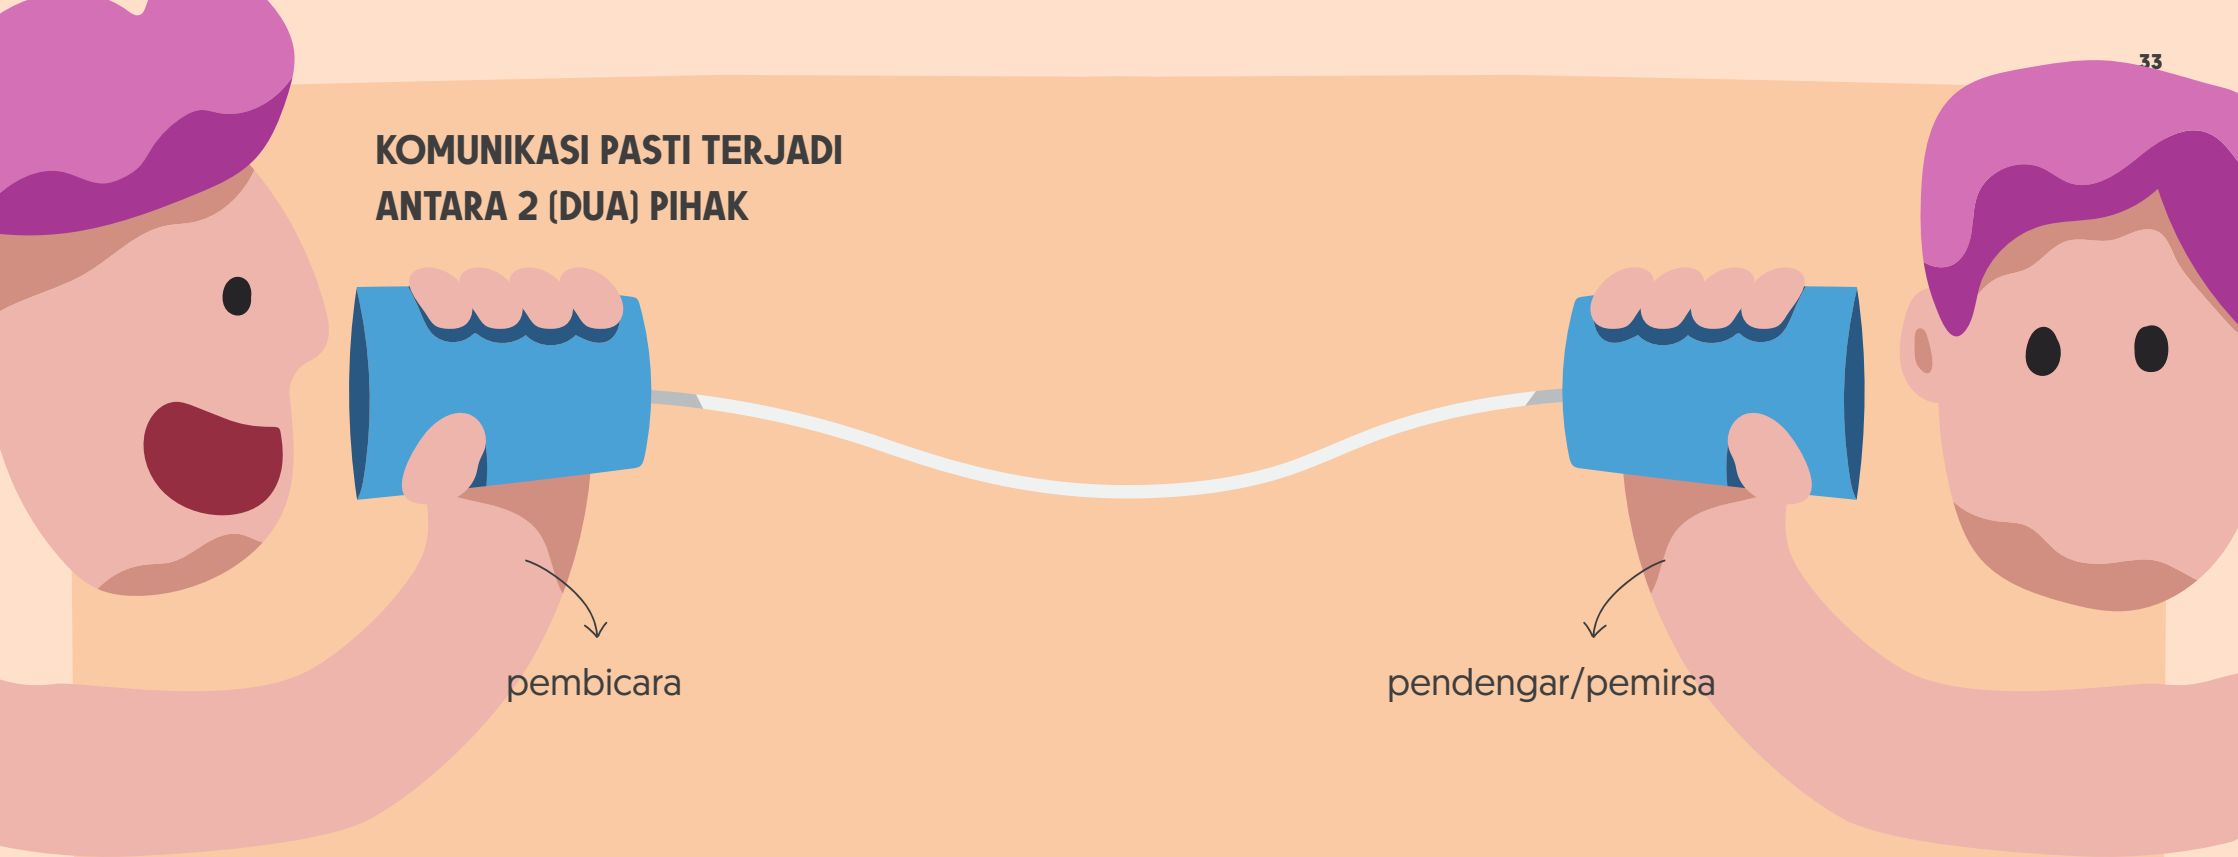 33
KOMUNIKASI PASTI TERJADI
ANTARA 2 (DUA) PIHAK
pembicara
pendengar/pemirsa